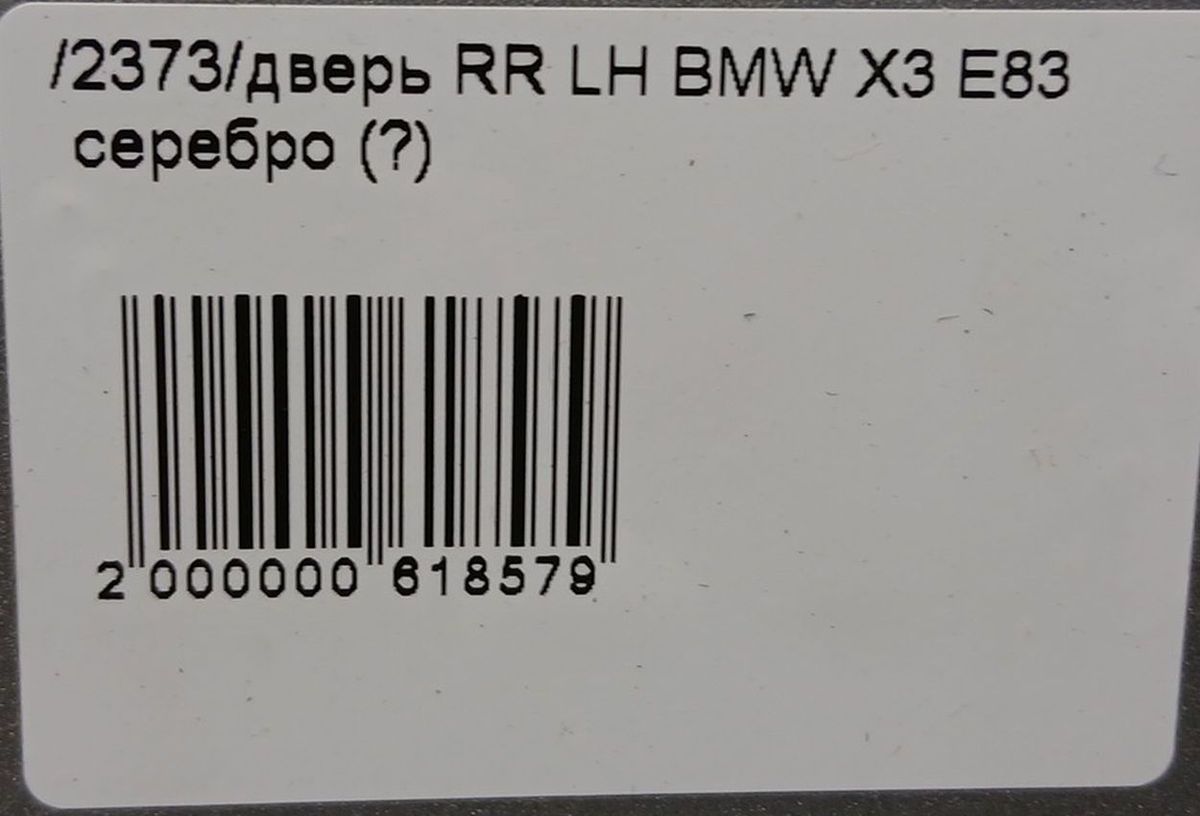 /2373/дверь RR LH BMW X3 E83
серебро (?)
2 000000 618579